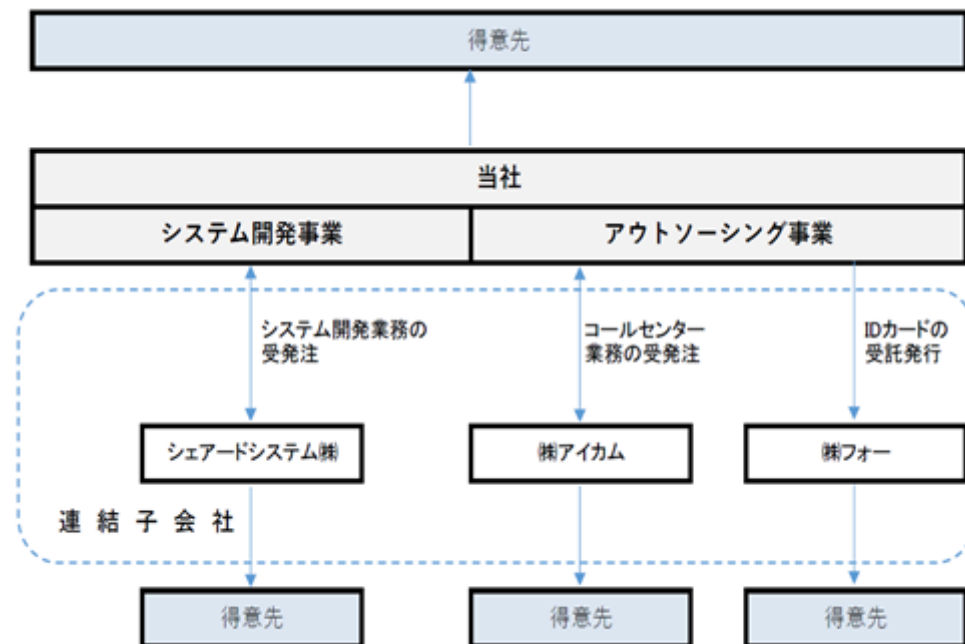 得意先
当社
システム開発事業
アウトソーシング事業
システム開発業務の
受発注
コールセンター
業務の受発注
IDカードの
受託発行
シェアードシステム㈱
㈱アイカム
㈱フォー
連結子会社
得意先
得意先
得意先